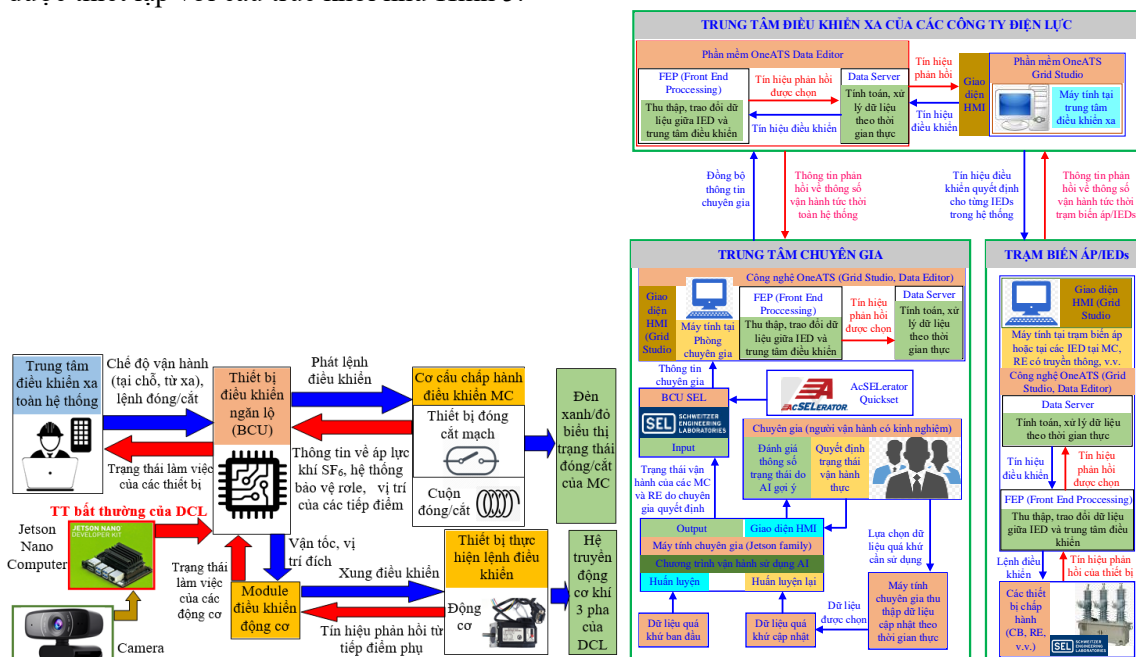 được thiết lập với cấu trúc khối như Hình 3.
Trung tâm
điều khiển xa
toàn hệ thống
Chế độ vận hành
(tại chỗ, từ xa),
lệnh đóng/cắt
Trạng thái làm việc
của các thiết bị
Thiết bị
điều khiển
ngăn lộ
(BCU)
Phát lệnh
điều khiển
Thông tin về áp lực
khí SF6, hệ thống
bảo vệ rơle, vị trí
của các tiếp điểm
Cơ cấu chấp hành
điều khiển MC
Thiết bị đóng
cắt mạch
Cuộn
đóng/cắt
Đèn
xanh/đỏ
biểu thị
trạng thái
đóng/cắt
của MC
TT bất thường của DCL
Jetson
Nano
Computer
JETSON NANO
DEVELOPER KIT
Camera
Trạng thái
làm việc
của các
động cơ
Vận tốc, vị
trí đích
Module
điều khiển
động cơ
Xung điều khiển
Tín hiệu phản hồi từ
tiếp điểm phụ
Thiết bị thực
hiện lệnh điều
khiển
Động
cơ
Hệ
truyền
động
cơ khí 3
pha
của
DCL
TRUNG TÂM ĐIỀU KHIỂN XA CỦA CÁC CÔNG TY ĐIỆN LỰC
Phần mềm OneATS Data Editor
FEP (Front End
Proccessing)
Thu thập, trao đổi dữ
liệu giữa IED và
trung tâm điều khiển
Tín hiệu phản hồi
được chọn
Tín hiệu điều khiển
Data Server
Tính toán, xử
lý dữ liệu
theo thời
gian thực
Tín hiệu
phản hồi
Tín hiệu
điều khiển
Giao
diện
HMI
Phần mềm OneATS
Grid Studio
Máy tính tại
trung tâm
điều khiển xa
Đồng bộ
thông tin
chuyên gia
Thông tin phản
hồi về thông số
vận hành tức thời
toàn hệ thống
Tín hiệu điều
khiển quyết định
cho từng IEDs
trong hệ thống
Thông tin phản
hồi về thông số
vận hành tức thời
trạm biến áp/IEDs
TRUNG TÂM CHUYÊN GIA
Công nghệ OneATS (Grid Studio, Data Editor)
Giao
diện
HMI
(Grid
Studio
Máy tính tại
Phòng
chuyên gia
FEP (Front End
Proccessing)
Thu thập, trao đổi dữ
liệu giữa IED và
trung tâm điều khiển
Tín hiệu
phản hồi
được chọn
Data Server
Tính toán, xử
lý dữ liệu
theo thời
gian thực
Thông tin
chuyên gia
BCU SEL
SEL SCHWEITZER
ENGINEERING
LABORATORIES
Input
ACSELERATOR
AcSELerator
Quickset
Chuyên gia (người vận hành có kinh nghiệm)
Đánh giá
thông số
trạng thái do
AI gợi ý
Quyết định
trạng thái
vận hành
thực
Trạng thái vận
hành của các MC
và RE do chuyên
gia quyết định
Output
Giao diện HMI
Máy tính chuyên gia (Jetson family)
Chương trình vận hành sử dụng AI
Huấn luyện
Huấn luyện lại
Lựa chọn dữ
liệu quá khứ
cần sử dụng
Dữ liệu quá
khứ ban đầu
Dữ liệu quá
khứ cập nhật
Dữ liệu
được chọn
Máy tính
chuyên gia thu
thập dữ liệu
cập nhật theo
thời gian thực
TRẠM BIẾN ÁP/IEDs
Giao diện
HMI (Grid
Studio
Máy tính tại trạm biến áp
hoặc tại các IED tại MC,
RE có truyền thông, v.v.
Công nghệ OneATS (Grid
Studio, Data Editor)
Data Server
Tính toán, xử lý dữ liệu
theo thời gian thực
Tín hiệu
điều khiển
Tín hiệu
phản hồi
được chọn
FEP (Front End Proccessing)
Thu thập, trao đổi dữ liệu
giữa IED và trung tâm điều
khiển
Lệnh điều
khiển
Tín hiệu phản
hồi của thiết bị
Các thiết
bị chấp
hành
(CB, RE,
v.v.)
SEL SCHWEITZER
ENGINEERING
LABORATORIES